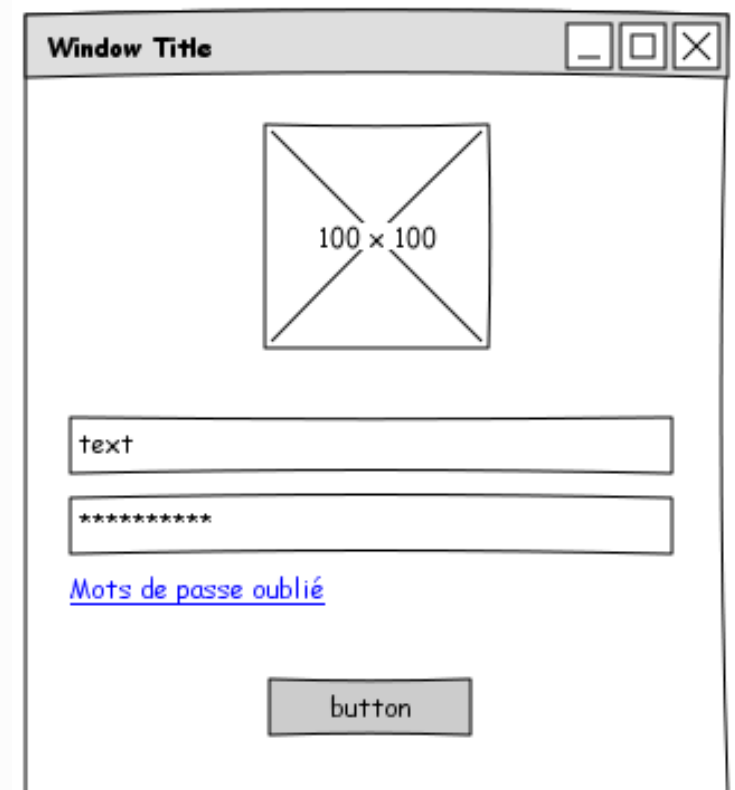 Window Title
100 x 100
text
**********
Mots de passe oublié
button